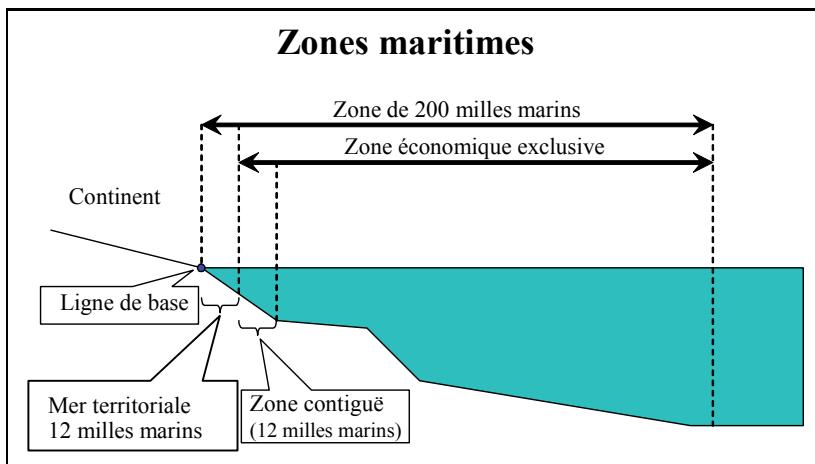 Zones maritimes
Zone de 200 milles marins
Zone économique exclusive
Continent
Ligne de base
Mer territoriale
12 milles marins
Zone contiguë
(12 milles marins)